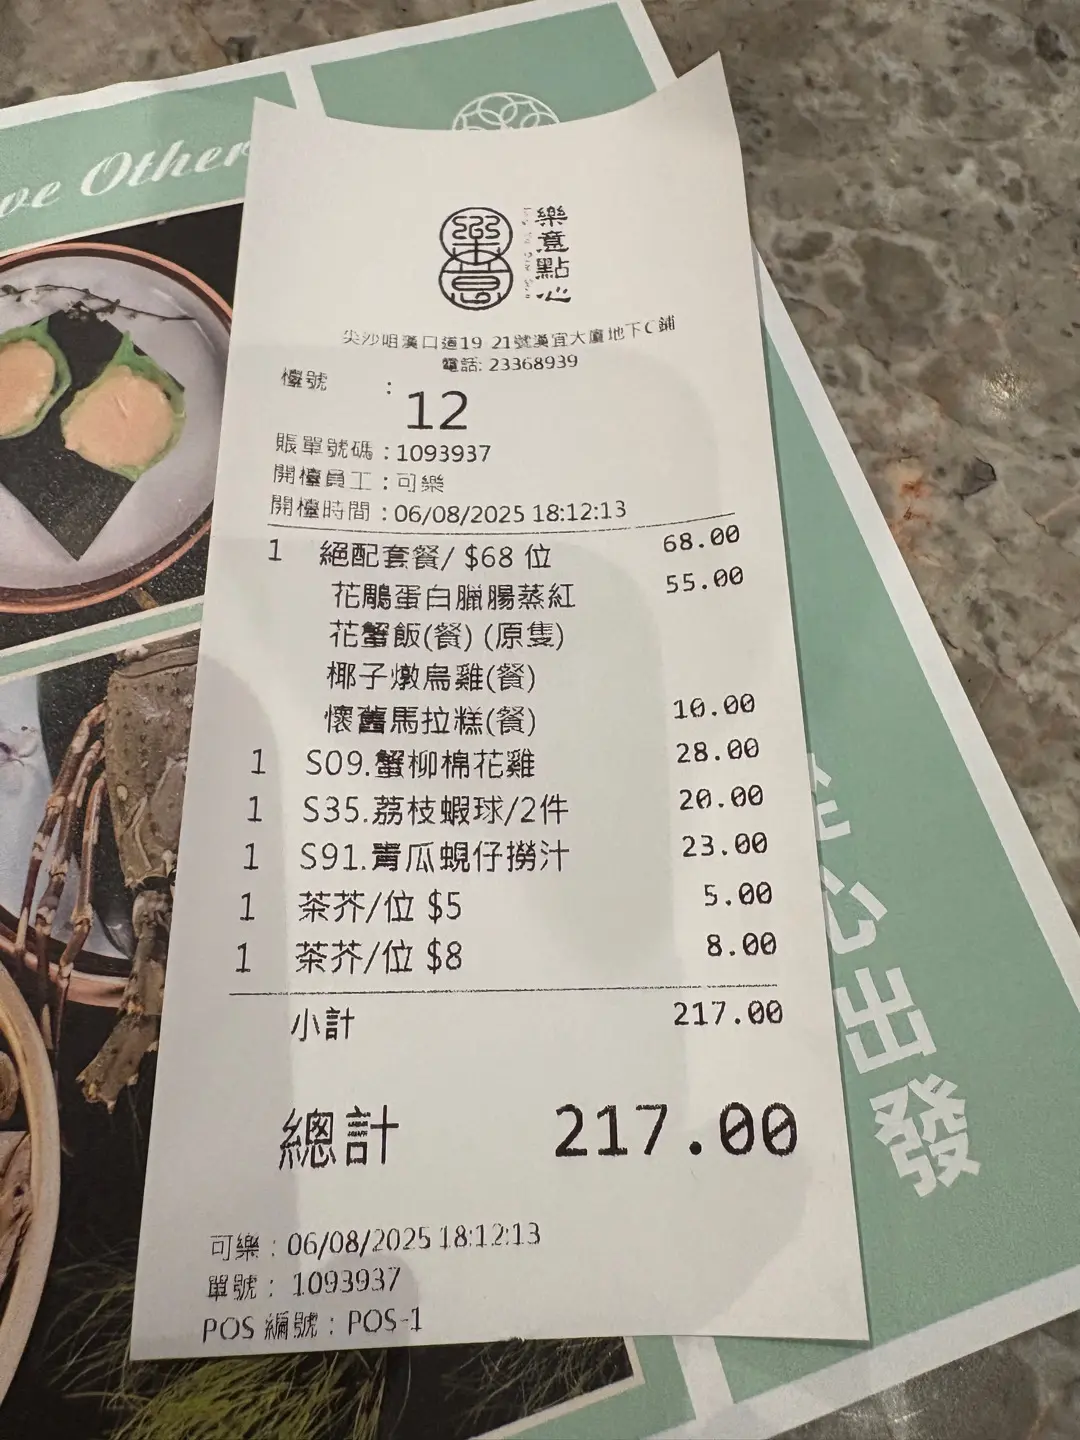 ve Other
樂意
樂意點心
尖沙咀漢口道19-21號漢宜大廈地下C鋪
電話: 23368939
檯號 :
12
賬單號碼 : 1093937
開檯員工 : 可樂
開檯時間 : 06/08/2025 18:12:13
1 絕配套餐/ $68 位 68.00
花鵰蛋白臘腸蒸紅 55.00
花蟹飯(餐) (原隻)
椰子燉烏雞(餐)
懷舊馬拉糕(餐) 10.00
1 S09.蟹柳棉花雞 28.00
1 S35.荔枝蝦球/2件 20.00
1 S91.青瓜蜆仔撈汁 23.00
1 茶芥/位 $5 5.00
1 茶芥/位 $8 8.00
小計 217.00
總計 217.00
可樂 : 06/08/2025 18:12:13
單號 : 1093937
POS 編號 : POS-1
心出發